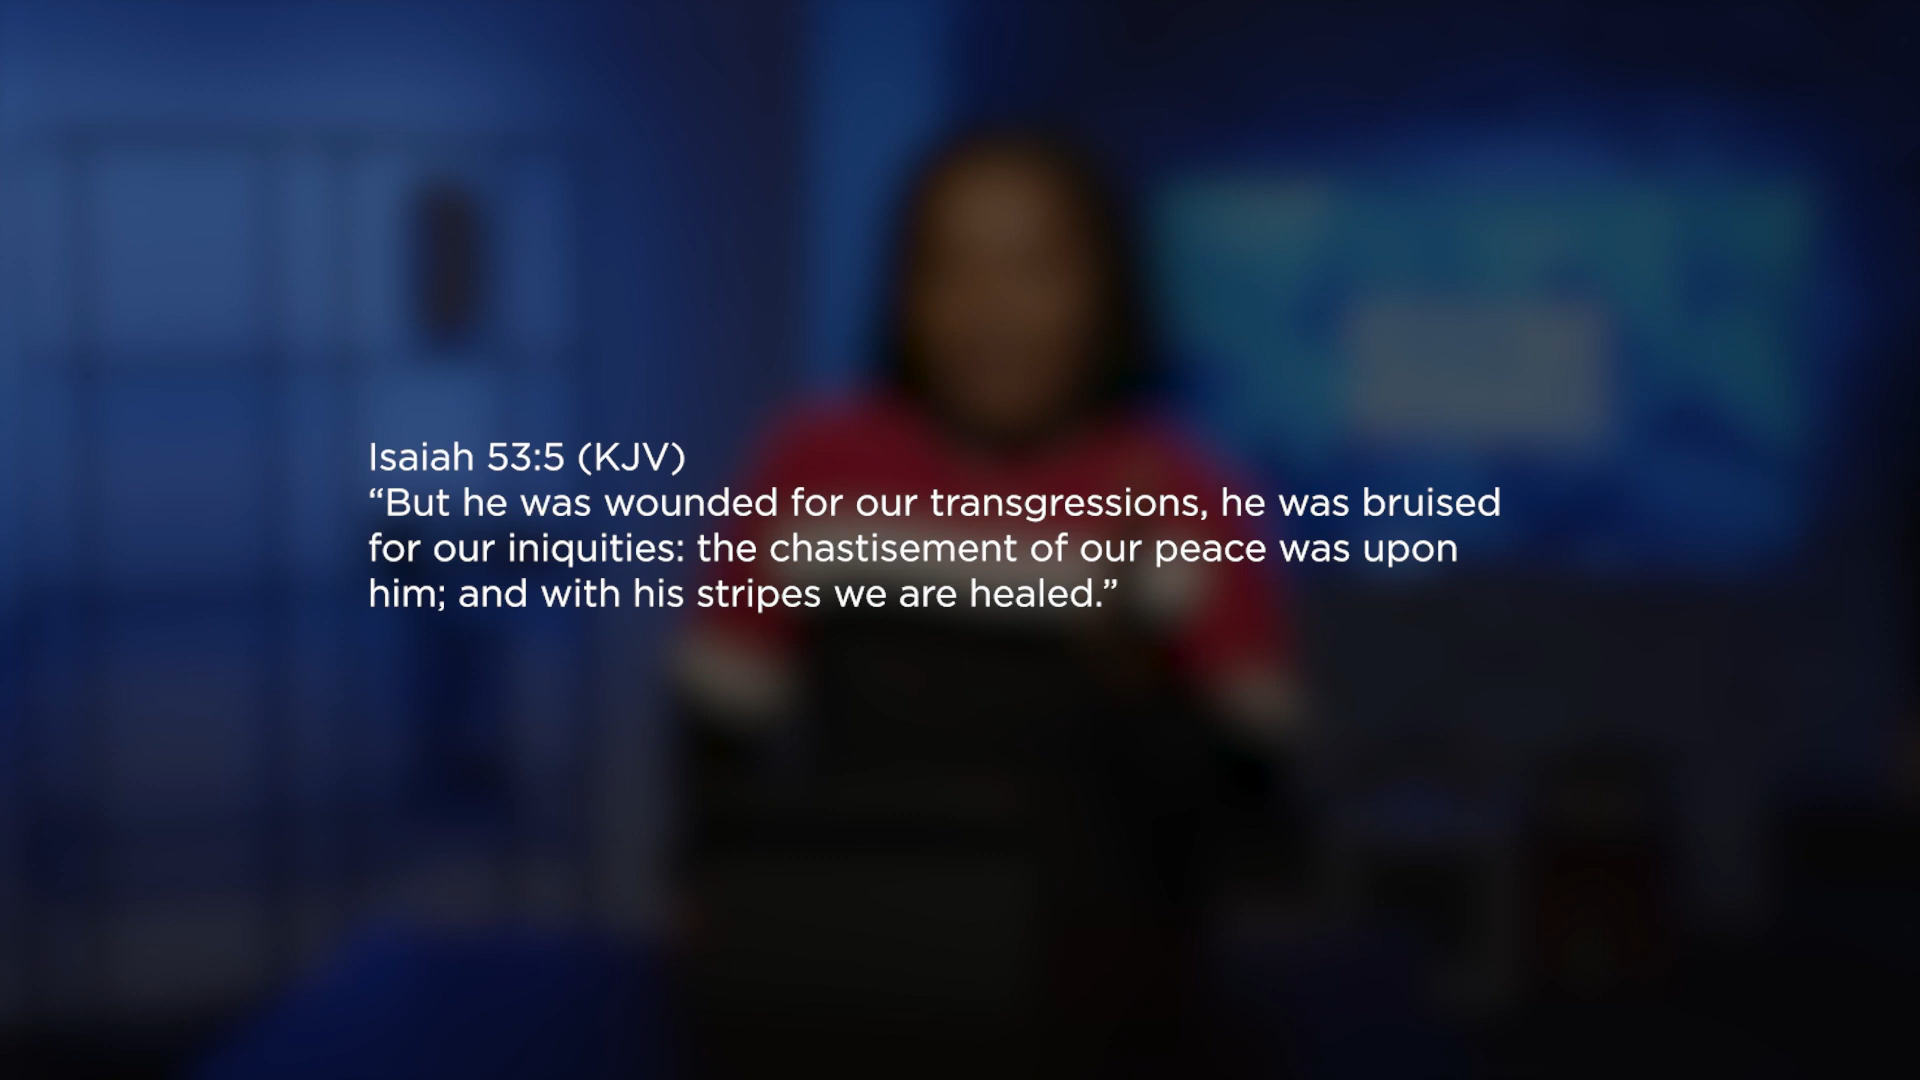 Isaiah 53:5 (KJV)
“But he was wounded for our transgressions, he was bruised
for our iniquities: the chastisement of our peace was upon
him; and with his stripes we are healed.”